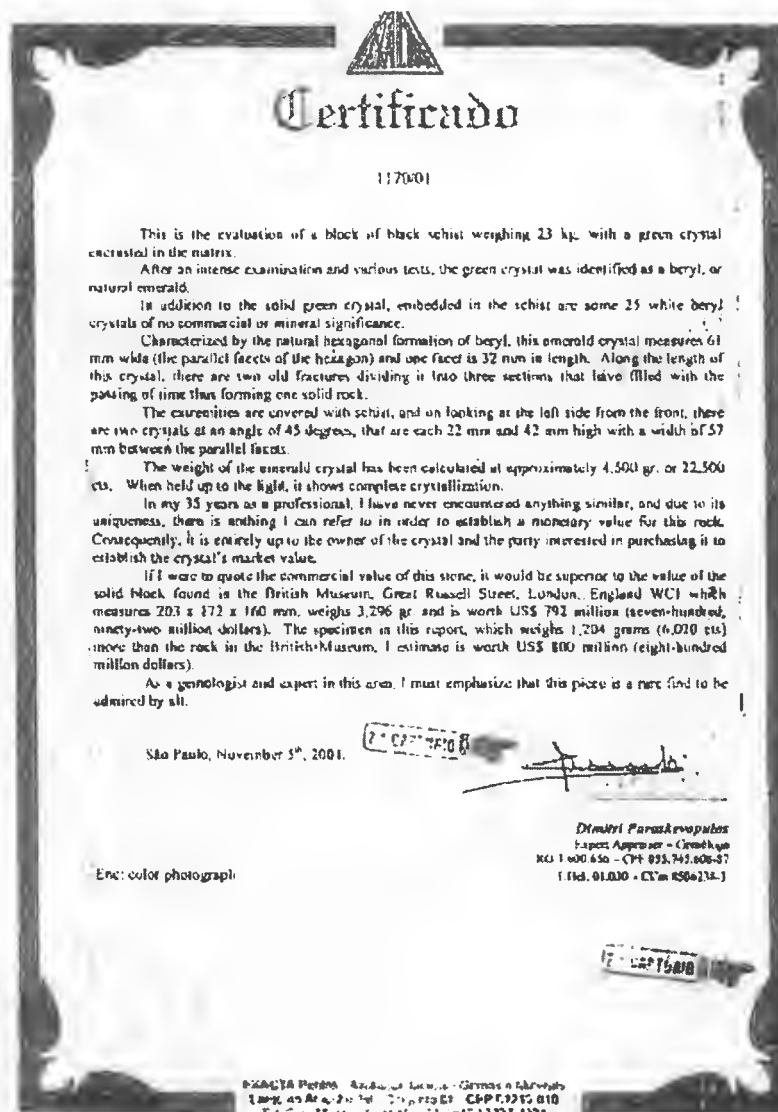 Certificado
1170/01
This is the evaluation of a block of black schist weighing 23 kg, with a green crystal
encrusted in the matrix.
After an intense examination and various tests, the green crystal was identified as a beryl, or
natural emerald.
In addition to the solid green crystal, embedded in the schist are some 25 white beryl
crystals of no commercial or mineral significance.
Characterized by the natural hexagonal formation of beryl, this emerald crystal measures 61
mm wide (the parallel facets of the hexagon) and one facet is 32 mm in length. Along the length of
this crystal, there are two old fractures dividing it into three sections that have filled with the
passing of time thus forming one solid rock.
The extremities are covered with schist, and on looking at the left side from the front, there
are two crystals at an angle of 45 degrees, that are each 22 mm and 42 mm high with a width of 57
mm between the parallel facets.
The weight of the emerald crystal has been calculated at approximately 4,500 gr. or 22,500
cts. When held up to the light, it shows complete crystallization.
In my 35 years as a professional, I have never encountered anything similar, and due to its
uniqueness, there is nothing I can refer to in order to establish a monetary value for this rock.
Consequently, it is entirely up to the owner of the crystal and the party interested in purchasing it to
establish the crystal's market value.
If I were to quote the commercial value of this stone, it would be superior to the value of the
solid block found in the British Museum, Great Russell Street, London, England WC1 which
measures 203 x 172 x 160 mm, weighs 3,296 gr. and is worth US$ 792 million (seven-hundred,
ninety-two million dollars). The specimen in this report, which weighs 1,204 grams (6,020 cts)
more than the rock in the British Museum, I estimate is worth US$ 800 million (eight-hundred
million dollars).
As a gemologist and expert in this area, I must emphasize that this piece is a rare find to be
admired by all.
São Paulo, November 5th, 2001.
CARTÓRIO
Dimitri Paraskevopulos
Expert Appraiser -
RG 1.600.656 - CPF
Enc: color photograph
CARTÓRIO
EXACTA